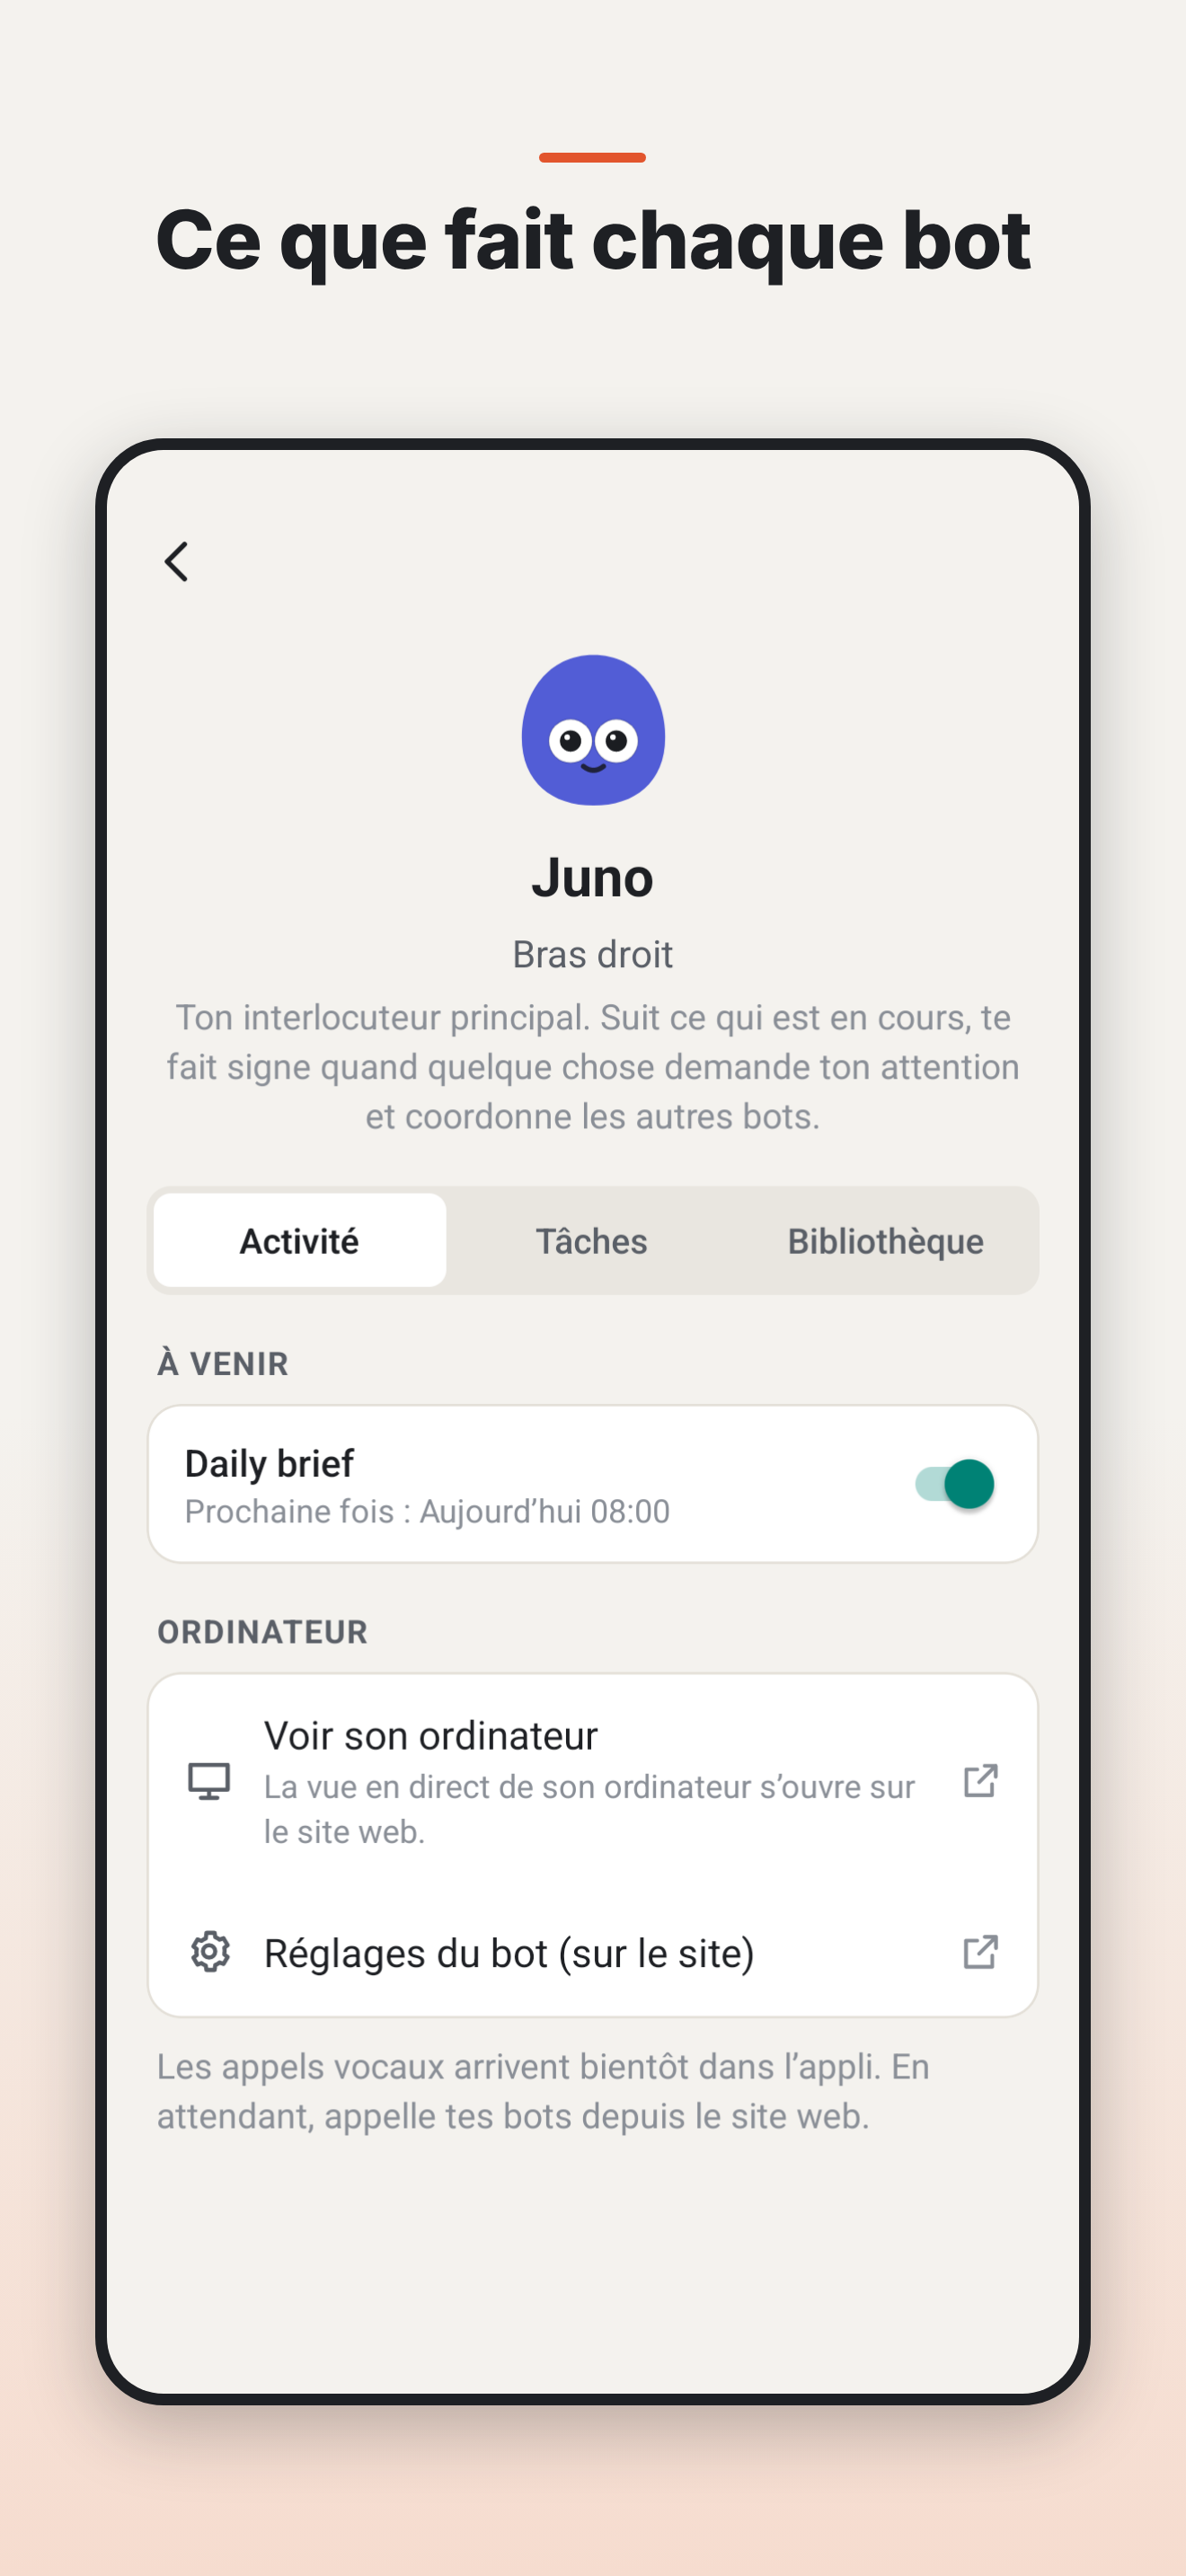 Ce que fait chaque bot
Juno
Bras droit
Ton interlocuteur principal. Suit ce qui est en cours, te
fait signe quand quelque chose demande ton attention
et coordonne les autres bots.
Activité
Tâches
Bibliothèque
À VENIR
Daily brief
Prochaine fois : Aujourd’hui 08:00
ORDINATEUR
Voir son ordinateur
La vue en direct de son ordinateur s’ouvre sur
le site web.
Réglages du bot (sur le site)
Les appels vocaux arrivent bientôt dans l’appli. En
attendant, appelle tes bots depuis le site web.